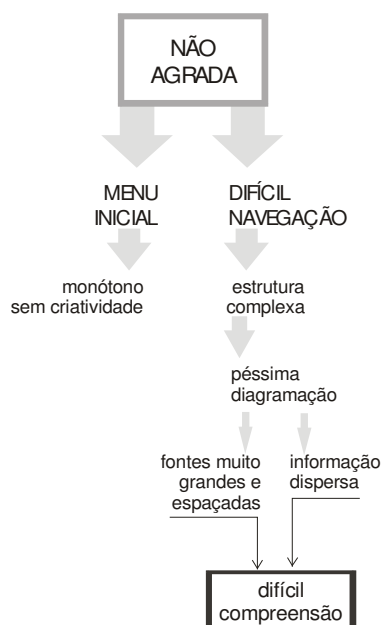 NÃO
AGRADA
MENU
INICIAL
DIFÍCIL
NAVEGAÇÃO
monótono
sem criatividade
estrutura
complexa
péssima
diagramação
fontes muito
grandes e
espaçadas
informação
dispersa
difícil
compreensão